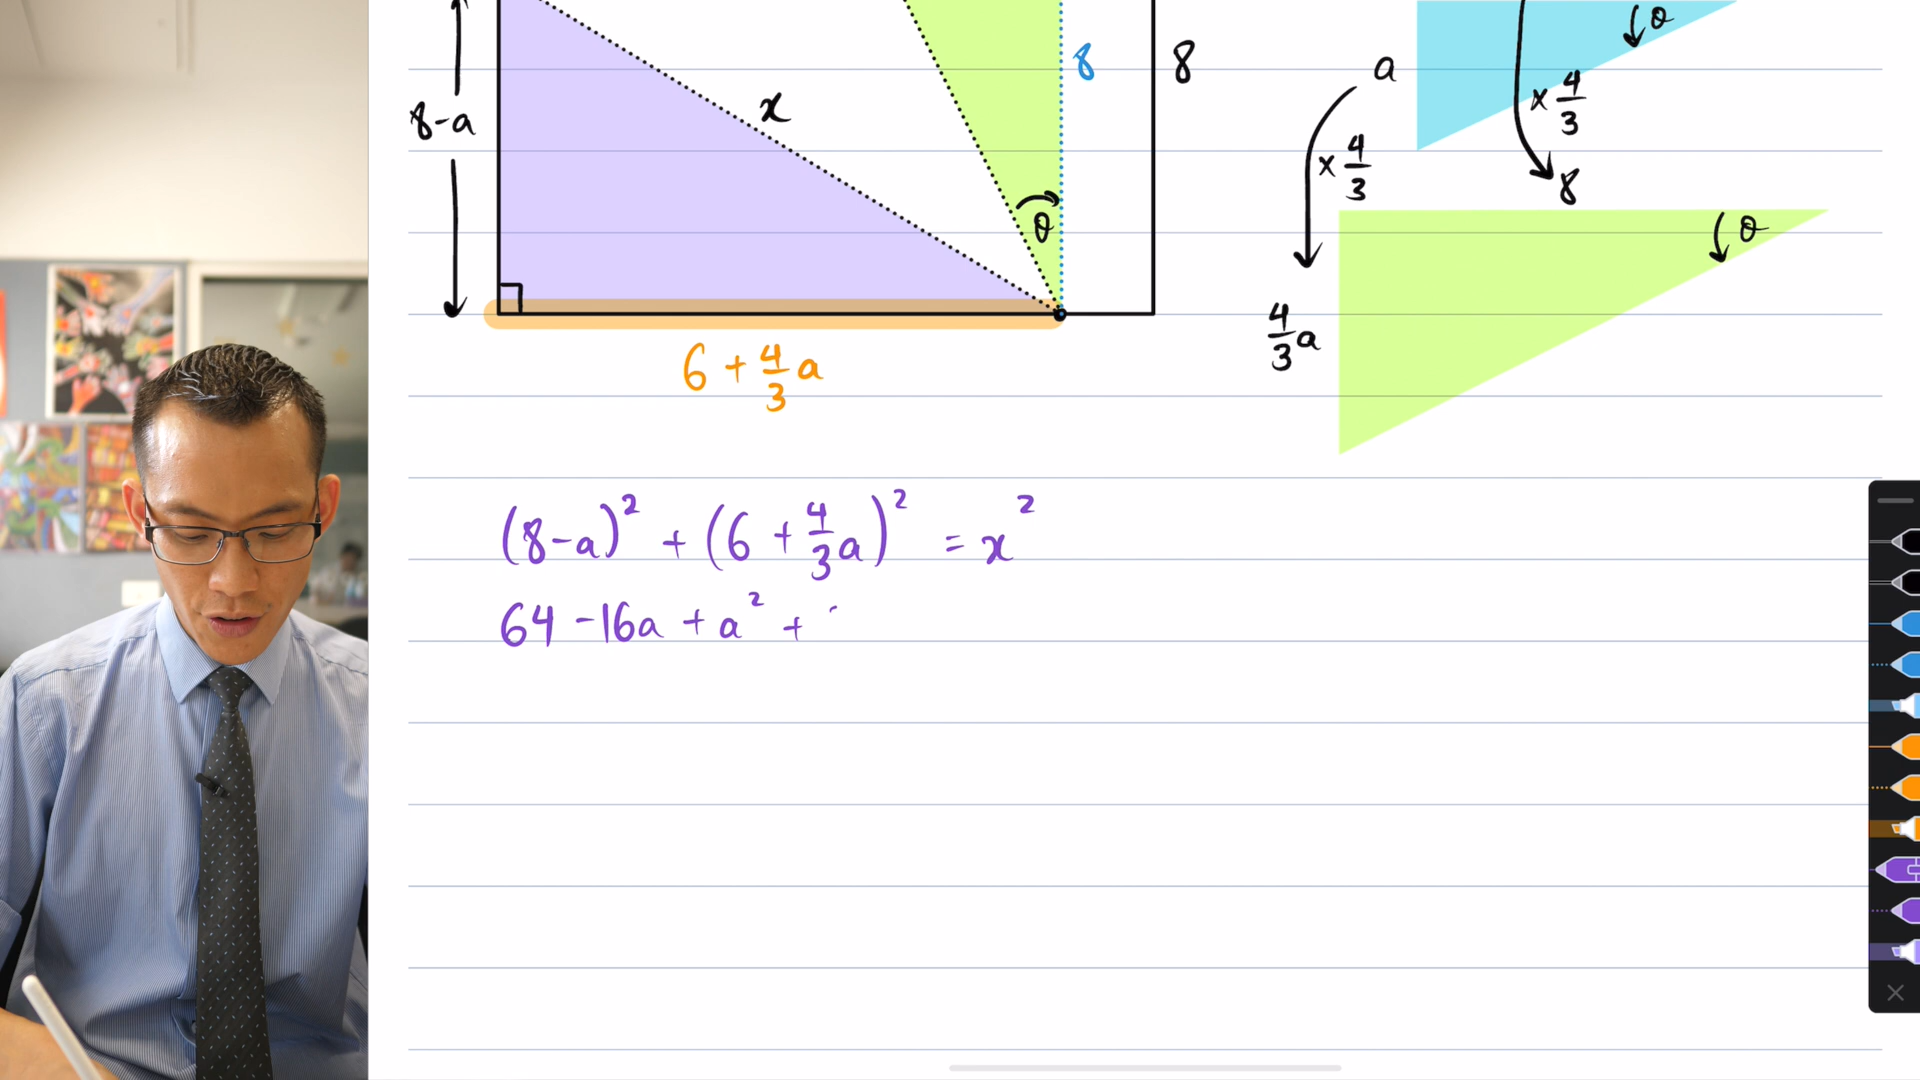 8-a
x
8
8
θ
6 + 4/3 a
a
× 4/3
θ
× 4/3
8
θ
4/3 a
(8-a)² + (6 + 4/3 a)² = x²
64 - 16a + a² +